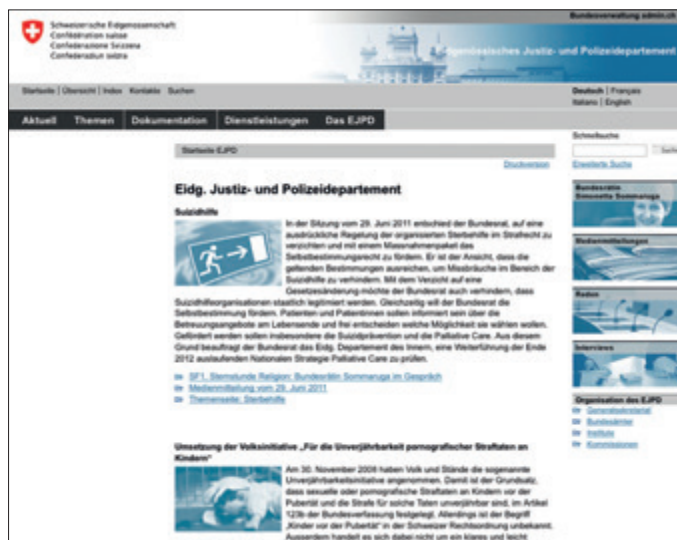 Bundesverwaltung admin.ch
Schweizerische Eidgenossenschaft
Confédération suisse
Confederazione Svizzera
Confederaziun svizra
Eidgenössisches Justiz- und Polizeidepartement
Startseite | Übersicht | Index Kontakte Suchen
Deutsch | Français
Italiano | English
Aktuell Themen Dokumentation Dienstleistungen Das EJPD
Schnellsuche
Startseite EJPD
Druckversion
Erweiterte Suche
Eidg. Justiz- und Polizeidepartement
Bundesrätin
Simonetta Sommaruga
Suizidhilfe
In der Sitzung vom 29. Juni 2011 entschied der Bundesrat, auf eine
ausdrückliche Regelung der organisierten Sterbehilfe im Strafrecht zu
verzichten und mit einem Massnahmenpaket das
Selbstbestimmungsrecht zu fördern. Er ist der Ansicht, dass die
geltenden Bestimmungen ausreichen, um Missbräuche im Bereich der
Suizidhilfe zu verhindern. Mit dem Verzicht auf eine
Gesetzesänderung möchte der Bundesrat auch verhindern, dass
Suizidhilfeorganisationen staatlich legitimiert werden. Gleichzeitig will der Bundesrat die
Selbstbestimmung fördern. Patienten und Patientinnen sollen informiert sein über die
Betreuungsangebote am Lebensende und frei entscheiden welche Möglichkeit sie wählen wollen.
Gefördert werden sollen insbesondere die Suizidprävention und die Palliative Care. Aus diesem
Grund beauftragt der Bundesrat das Eidg. Departement des Innern, eine Weiterführung der Ende
2012 auslaufenden Nationalen Strategie Palliative Care zu prüfen.
SF1, Sternstunde Religion: Bundesrätin Sommaruga im Gespräch
Medienmitteilung vom 29. Juni 2011
Themenseite: Sterbehilfe
Medienmitteilungen
Reden
Interviews
Organisation des EJPD
Generalsekretariat
Bundesämter
Institute
Kommissionen
Umsetzung der Volksinitiative „Für die Unverjährbarkeit pornografischer Straftaten an
Kindern"
Am 30. November 2008 haben Volk und Stände die sogenannte
Unverjährbarkeitsinitiative angenommen. Damit ist der Grundsatz,
dass sexuelle oder pornografische Straftaten an Kindern vor der
Pubertät und die Strafe für solche Taten unverjährbar sind, im Artikel
123b der Bundesverfassung festgelegt. Allerdings ist der Begriff
„Kinder vor der Pubertät" in der Schweizer Rechtsordnung unbekannt.
Ausserdem handelt es sich dabei nicht um ein klares und leicht